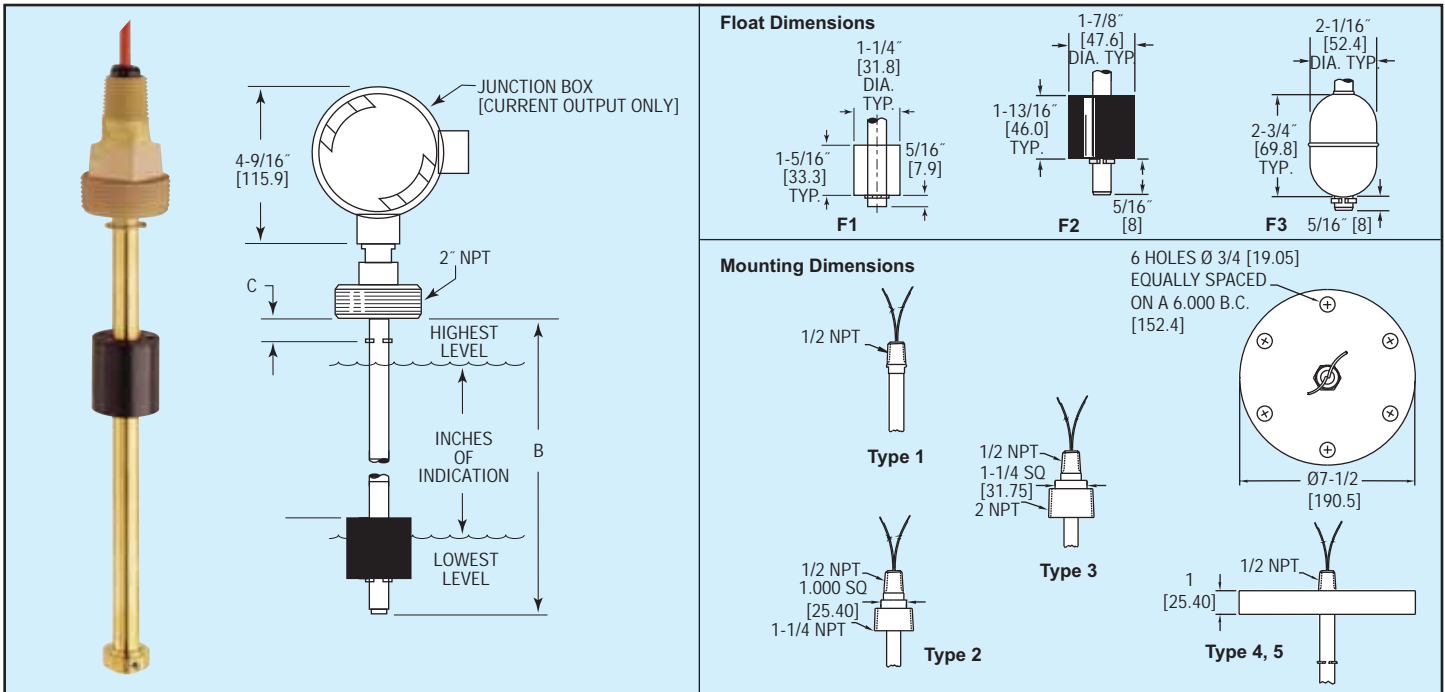 JUNCTION BOX
[CURRENT OUTPUT ONLY]
4-9/16˝
[115.9]
2˝ NPT
C
HIGHEST
LEVEL
INCHES
OF
INDICATION
B
LOWEST
LEVEL
Float Dimensions
1-1/4˝
[31.8]
DIA.
TYP.
1-5/16˝
[33.3]
TYP.
5/16˝
[7.9]
F1
1-7/8˝
[47.6]
DIA. TYP.
1-13/16˝
[46.0]
TYP.
5/16˝
[8]
F2
2-1/16˝
[52.4]
DIA. TYP.
2-3/4˝
[69.8]
TYP.
5/16˝ [8]
F3
Mounting Dimensions
1/2 NPT
Type 1
1/2 NPT
1.000 SQ
[25.40]
1-1/4 NPT
Type 2
1/2 NPT
1-1/4 SQ
[31.75]
2 NPT
Type 3
6 HOLES Ø 3/4 [19.05]
EQUALLY SPACED
ON A 6.000 B.C.
[152.4]
Ø7-1/2
[190.5]
1/2 NPT
1
[25.40]
Type 4, 5